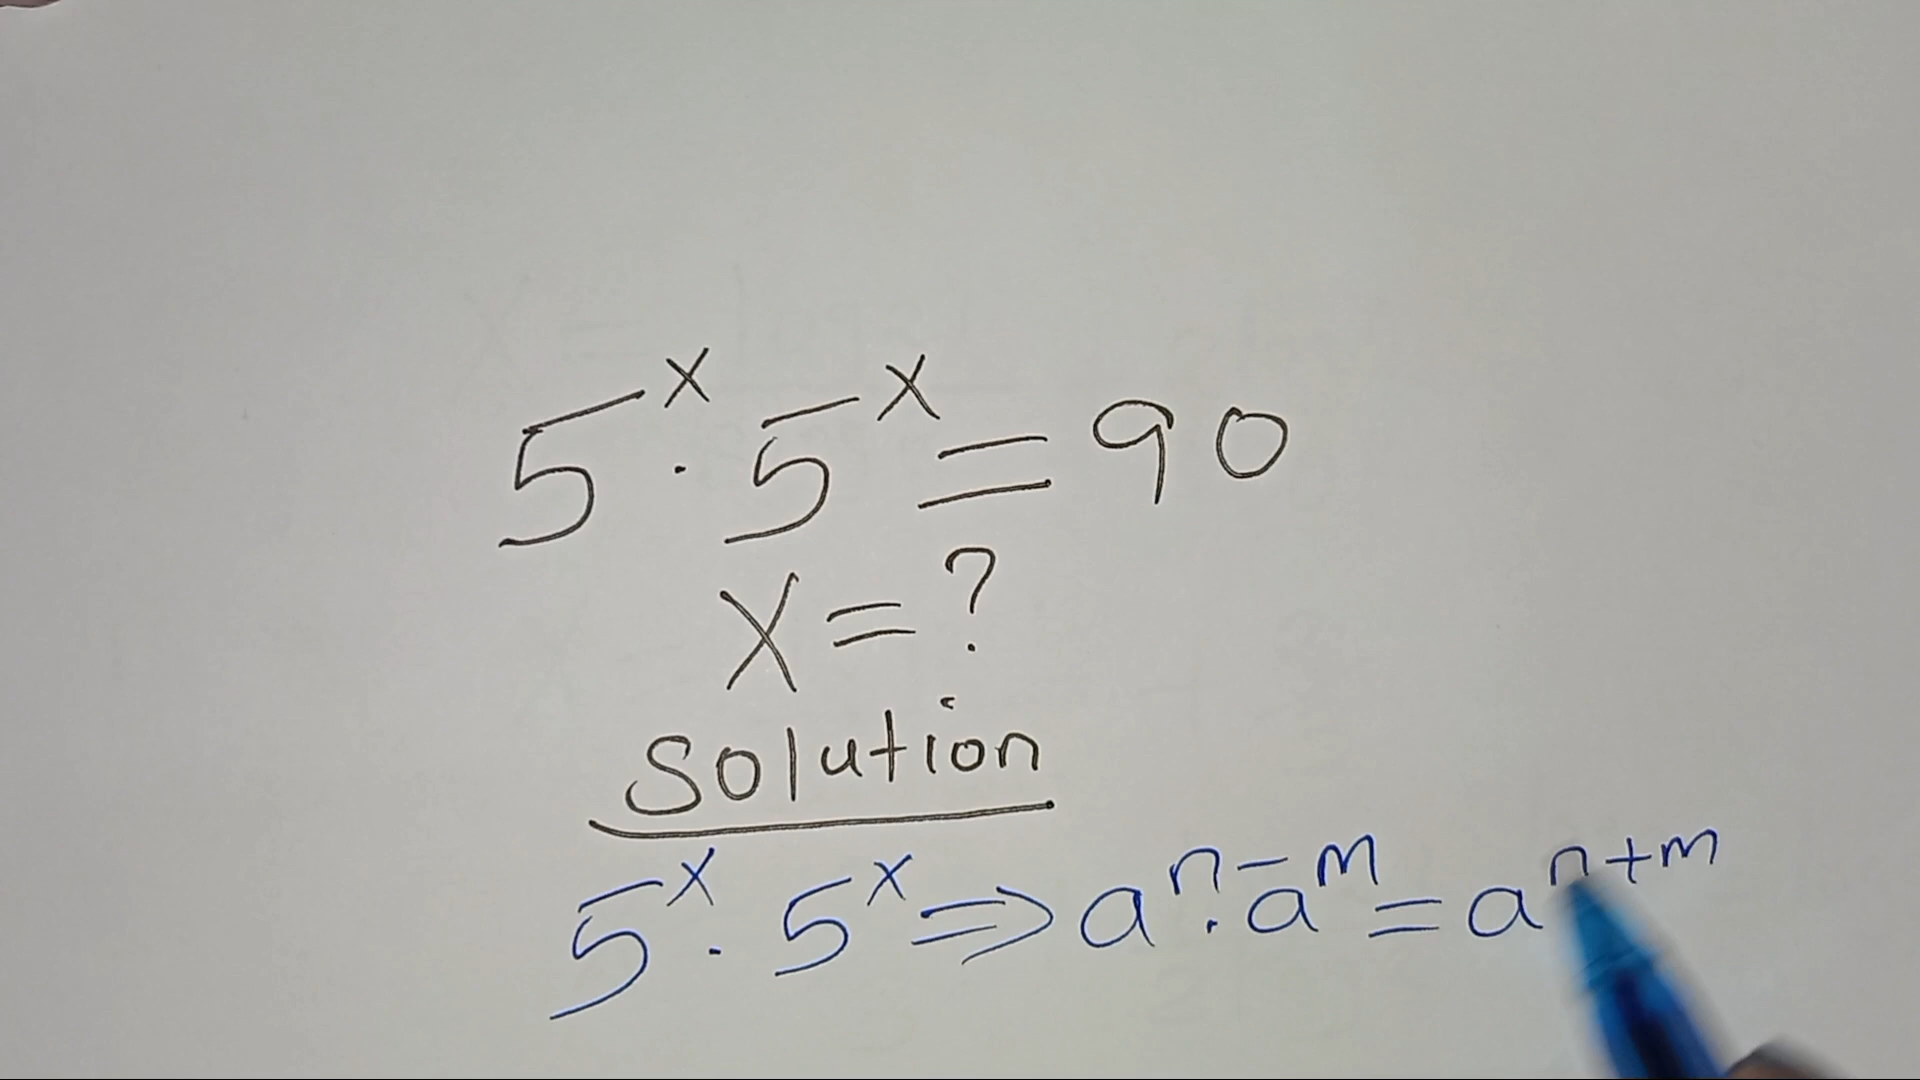 5^x · 5^x = 90
X = ?
Solution
5^x · 5^x ⇒ a^n · a^m = a^n+m